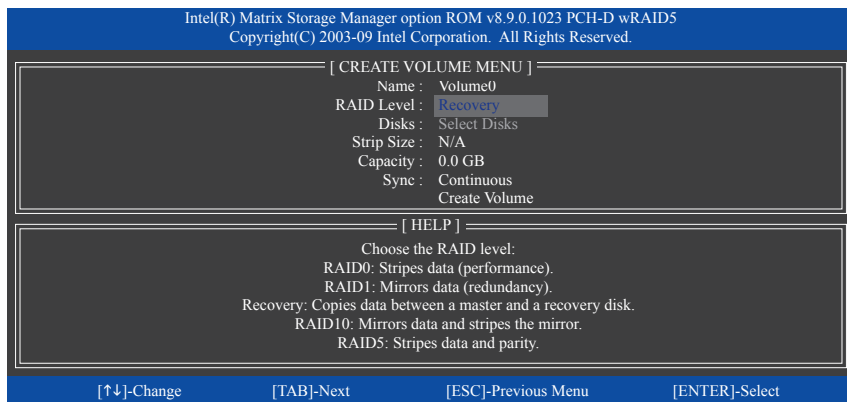 Intel(R) Matrix Storage Manager option ROM v8.9.0.1023 PCH-D wRAID5
Copyright(C) 2003-09 Intel Corporation. All Rights Reserved.
[ CREATE VOLUME MENU ]
Name : Volume0
RAID Level : Recovery
Disks : Select Disks
Strip Size : N/A
Capacity : 0.0 GB
Sync : Continuous
Create Volume
[ HELP ]
Choose the RAID level:
RAID0: Stripes data (performance).
RAID1: Mirrors data (redundancy).
Recovery: Copies data between a master and a recovery disk.
RAID10: Mirrors data and stripes the mirror.
RAID5: Stripes data and parity.
[↑↓]-Change [TAB]-Next [ESC]-Previous Menu [ENTER]-Select